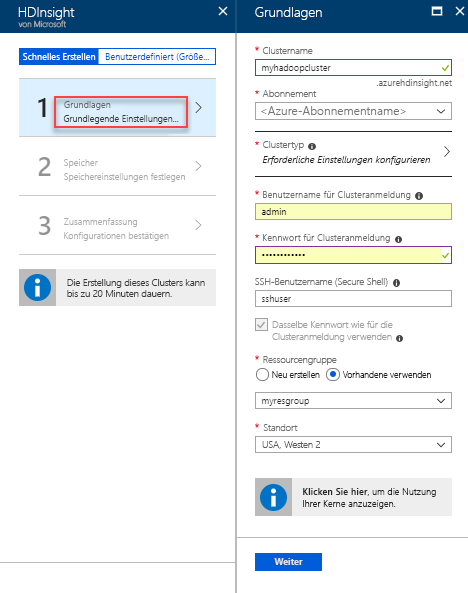 HDInsight
von Microsoft
Schnelles Erstellen
Benutzerdefiniert (Größe...
1
Grundlagen
Grundlegende Einstellungen...
2
Speicher
Speichereinstellungen festlegen
3
Zusammenfassung
Konfigurationen bestätigen
Die Erstellung dieses Clusters kann
bis zu 20 Minuten dauern.
Grundlagen
* Clustername
myhadoopcluster
.azurehdinsight.net
* Abonnement
<Azure-Abonnementname>
* Clustertyp
Erforderliche Einstellungen konfigurieren
* Benutzername für Clusteranmeldung
admin
* Kennwort für Clusteranmeldung
••••••••••••
SSH-Benutzername (Secure Shell)
sshuser
Dasselbe Kennwort wie für die
Clusteranmeldung verwenden
* Ressourcengruppe
Neu erstellen Vorhandene verwenden
myresgroup
* Standort
USA, Westen 2
Klicken Sie hier, um die Nutzung
Ihrer Kerne anzuzeigen.
Weiter